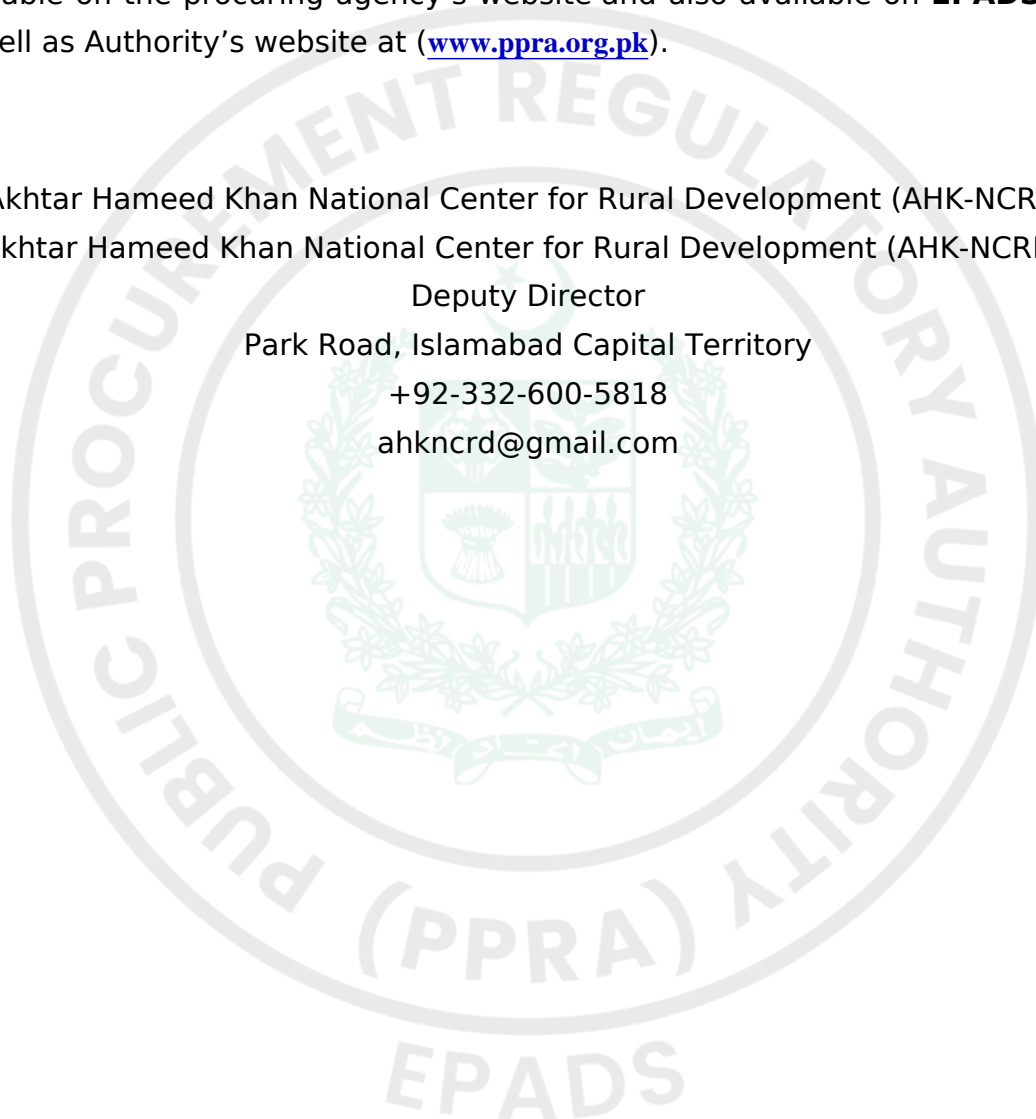 able on the procuring agency's website and also available on EPADS
ell as Authority's website at (www.ppra.org.pk).
Akhtar Hameed Khan National Center for Rural Development (AHK-NCR
khtar Hameed Khan National Center for Rural Development (AHK-NCR
Deputy Director
Park Road, Islamabad Capital Territory
+92-332-600-5818
ahkncrd@gmail.com
PUBLIC PROCUREMENT REGULATORY AUTHORITY
(PPRA)
EPADS